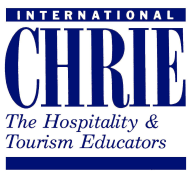 INTERNATIONAL
CHRIE
The Hospitality &
Tourism Educators